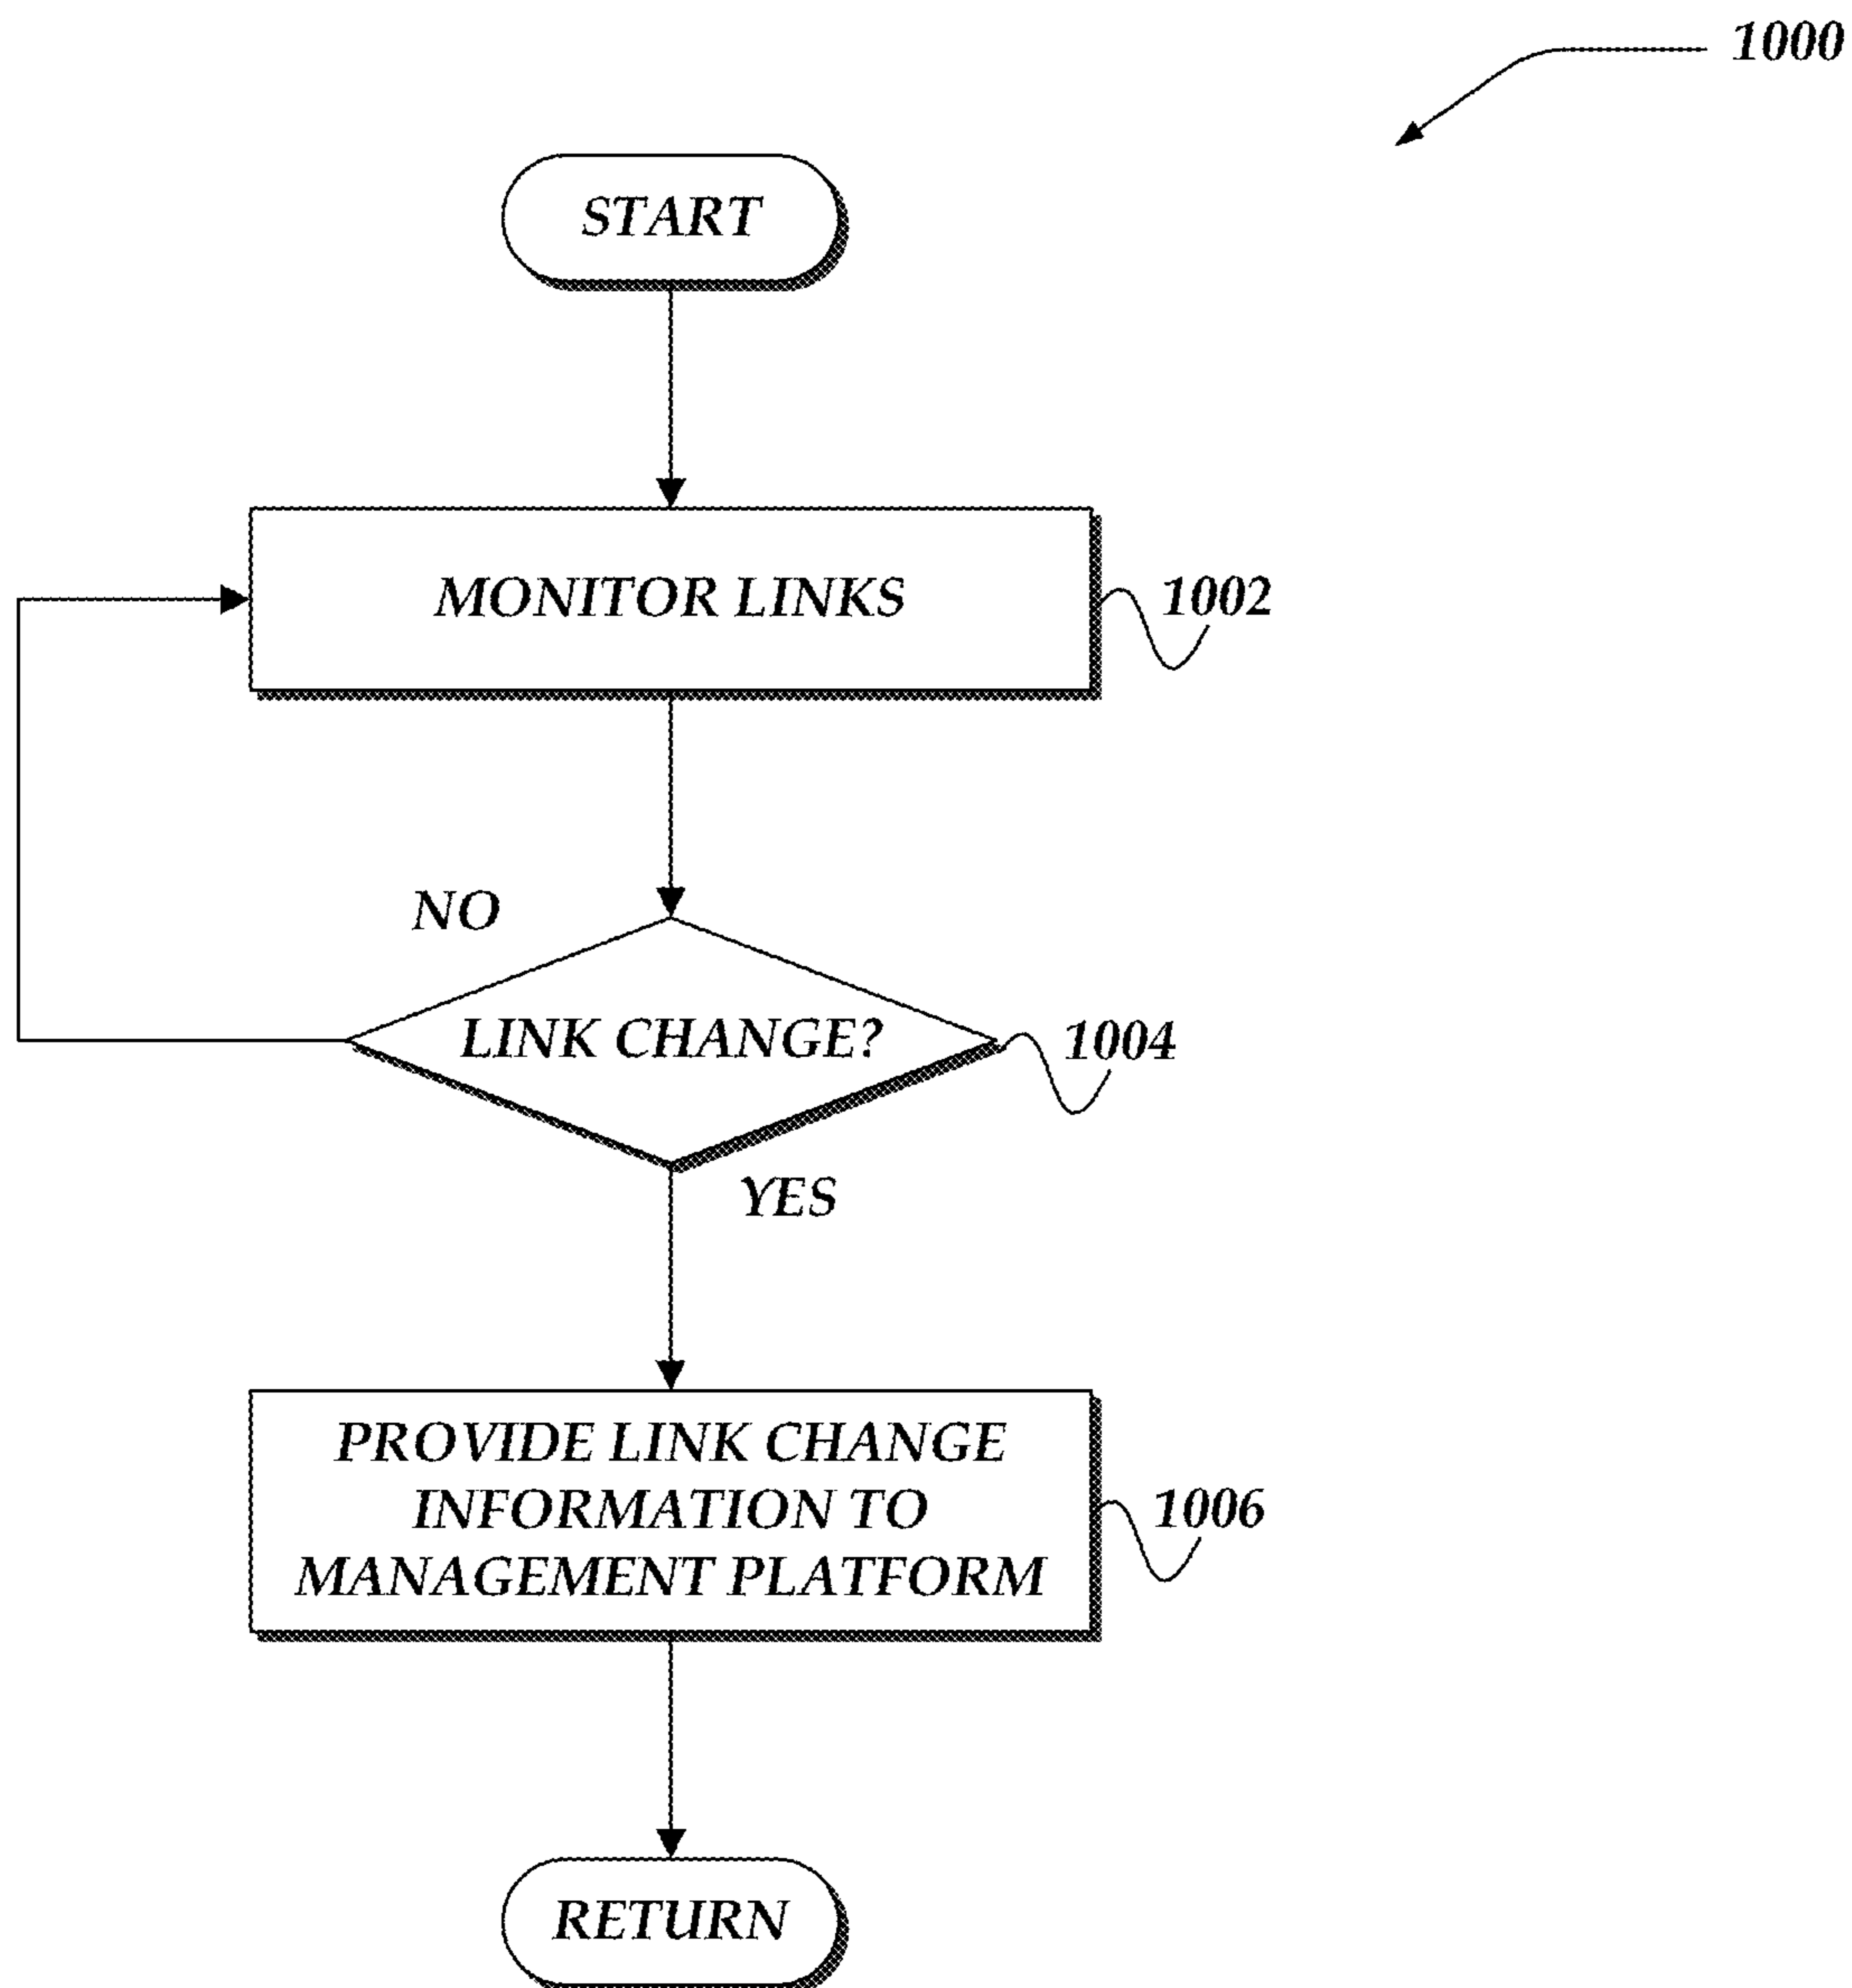 1000
START
MONITOR LINKS
1002
NO
LINK CHANGE?
1004
YES
PROVIDE LINK CHANGE
INFORMATION TO
MANAGEMENT PLATFORM
1006
RETURN